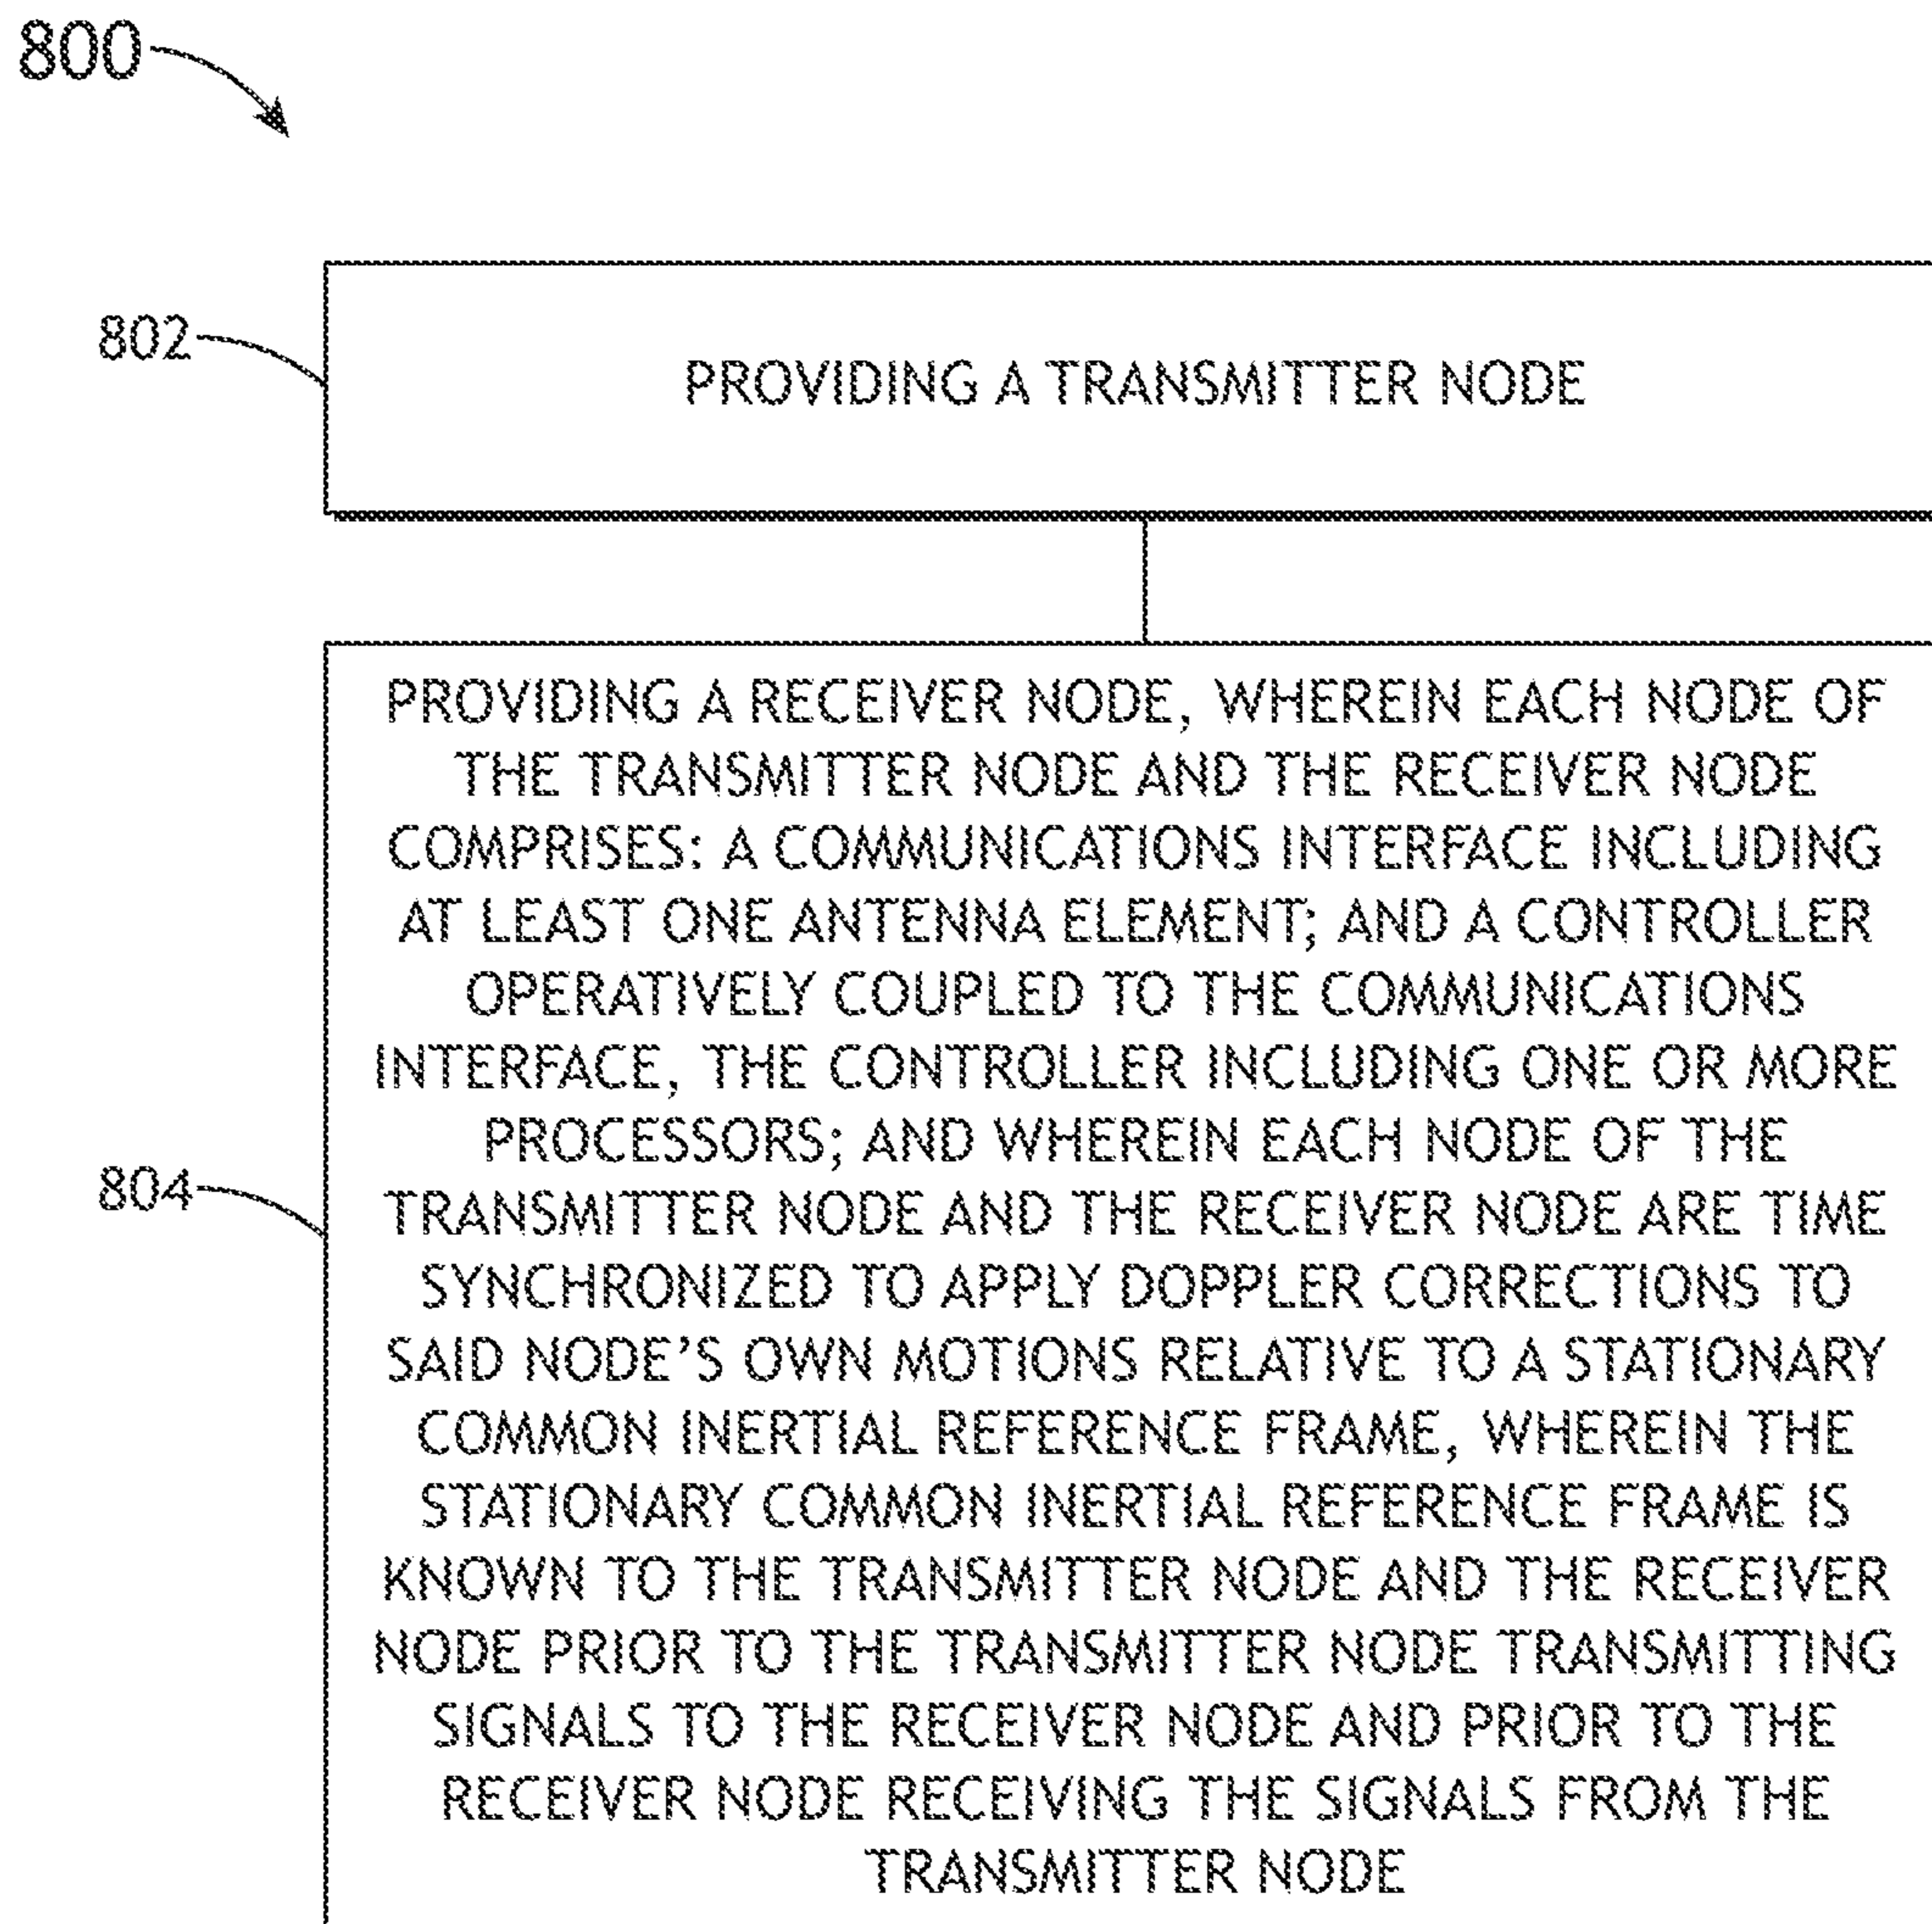 800
802
PROVIDING A TRANSMITTER NODE
PROVIDING A RECEIVER NODE, WHEREIN EACH NODE OF
THE TRANSMITTER NODE AND THE RECEIVER NODE
COMPRISES: A COMMUNICATIONS INTERFACE INCLUDING
AT LEAST ONE ANTENNA ELEMENT; AND A CONTROLLER
OPERATIVELY COUPLED TO THE COMMUNICATIONS
INTERFACE, THE CONTROLLER INCLUDING ONE OR MORE
PROCESSORS; AND WHEREIN EACH NODE OF THE
804
TRANSMITTER NODE AND THE RECEIVER NODE ARE TIME
SYNCHRONIZED TO APPLY DOPPLER CORRECTIONS TO
SAID NODE'S OWN MOTIONS RELATIVE TO A STATIONARY
COMMON INERTIAL REFERENCE FRAME, WHEREIN THE
STATIONARY COMMON INERTIAL REFERENCE FRAME IS
KNOWN TO THE TRANSMITTER NODE AND THE RECEIVER
NODE PRIOR TO THE TRANSMITTER NODE TRANSMITTING
SIGNALS TO THE RECEIVER NODE AND PRIOR TO THE
RECEIVER NODE RECEIVING THE SIGNALS FROM THE
TRANSMITTER NODE